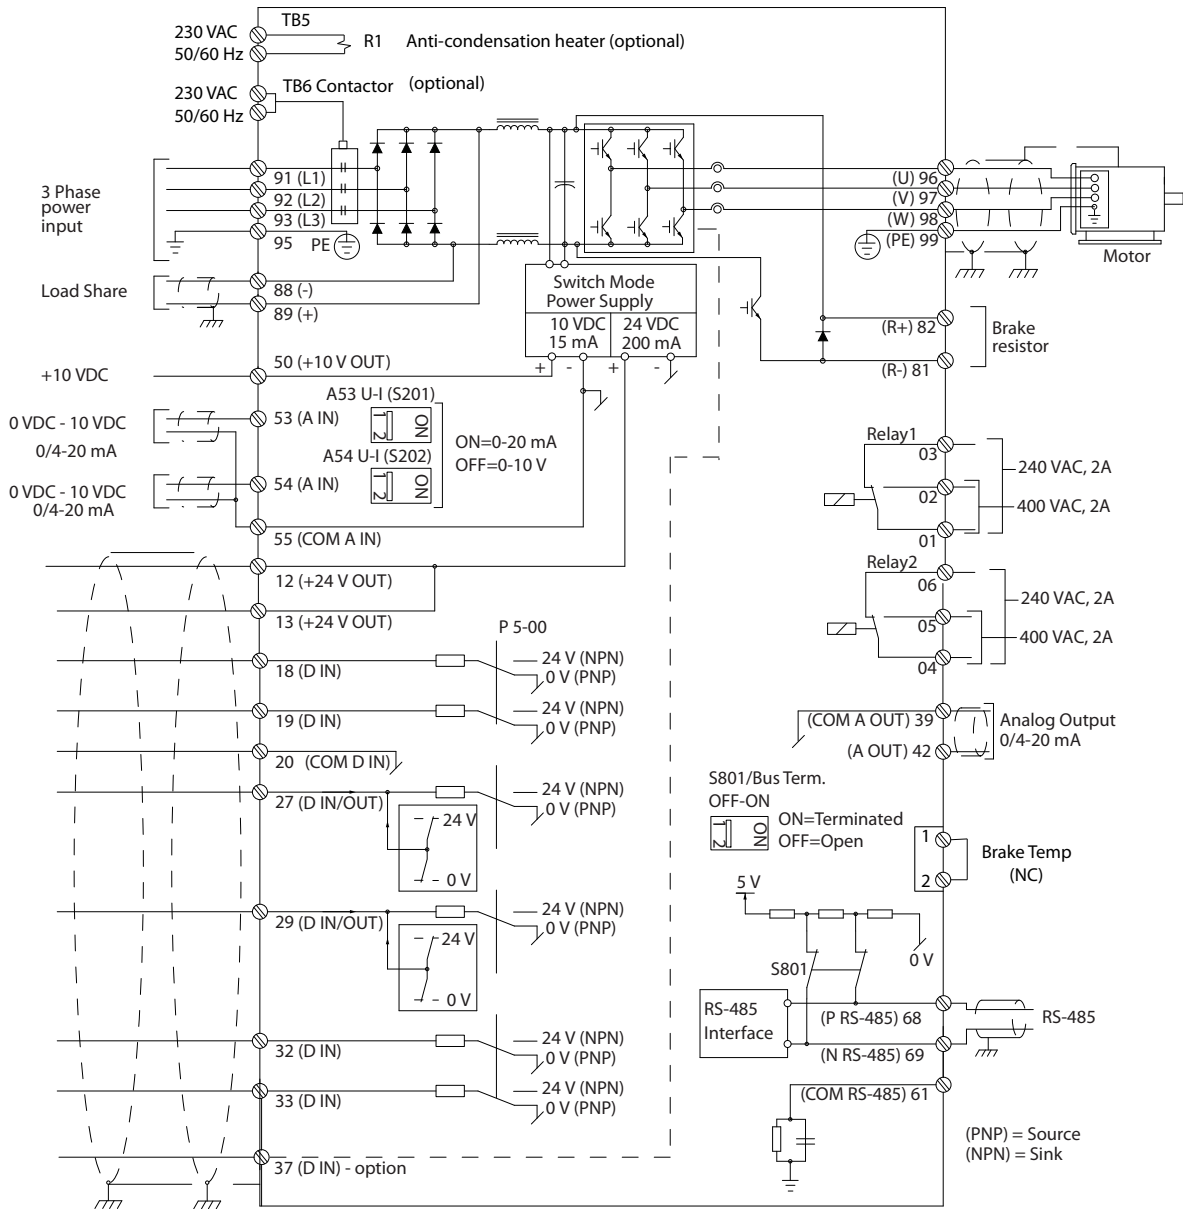 TB5
230 VAC
50/60 Hz
R1
Anti-condensation heater (optional)
TB6 Contactor
(optional)
230 VAC
50/60 Hz
3 Phase
power
input
91 (L1)
92 (L2)
93 (L3)
95
PE
(U) 96
(V) 97
(W) 98
(PE) 99
Motor
Load Share
88 (-)
89 (+)
Switch Mode
Power Supply
10 VDC
15 mA
24 VDC
200 mA
+
-
+
-
(R+) 82
(R-) 81
Brake
resistor
+10 VDC
50 (+10 V OUT)
0 VDC - 10 VDC
0/4-20 mA
53 (A IN)
A53 U-I (S201)
1 2
ON
A54 U-I (S202)
1 2
ON
ON=0-20 mA
OFF=0-10 V
0 VDC - 10 VDC
0/4-20 mA
54 (A IN)
55 (COM A IN)
Relay1
03
02
01
240 VAC, 2A
400 VAC, 2A
Relay2
06
05
04
240 VAC, 2A
400 VAC, 2A
12 (+24 V OUT)
13 (+24 V OUT)
P 5-00
18 (D IN)
24 V (NPN)
0 V (PNP)
19 (D IN)
24 V (NPN)
0 V (PNP)
20 (COM D IN)
27 (D IN/OUT)
24 V (NPN)
0 V (PNP)
24 V
0 V
29 (D IN/OUT)
24 V (NPN)
0 V (PNP)
24 V
0 V
32 (D IN)
24 V (NPN)
0 V (PNP)
33 (D IN)
24 V (NPN)
0 V (PNP)
37 (D IN) - option
(COM A OUT) 39
(A OUT) 42
Analog Output
0/4-20 mA
S801/Bus Term.
OFF-ON
1 2
ON
ON=Terminated
OFF=Open
1
2
Brake Temp
(NC)
5 V
S801
0 V
RS-485
Interface
(P RS-485) 68
(N RS-485) 69
RS-485
(COM RS-485) 61
(PNP) = Source
(NPN) = Sink